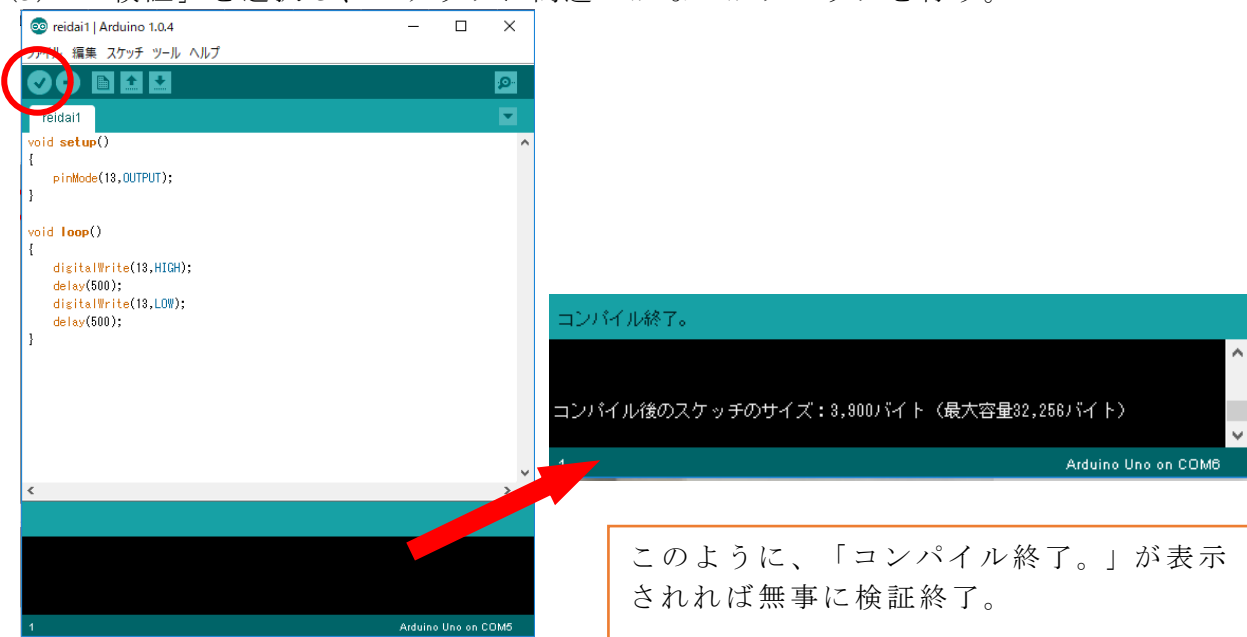 reidai1 | Arduino 1.0.4
ファイル 編集 スケッチ ツール ヘルプ
reidai1
void setup()
{
pinMode(13,OUTPUT);
}
void loop()
{
digitalWrite(13,HIGH);
delay(500);
digitalWrite(13,LOW);
delay(500);
}
1
Arduino Uno on COM5
コンパイル終了。
コンパイル後のスケッチのサイズ：3,900バイト（最大容量32,256バイト）
1
Arduino Uno on COM6
このように、「コンパイル終了。」が表示
されれば無事に検証終了。